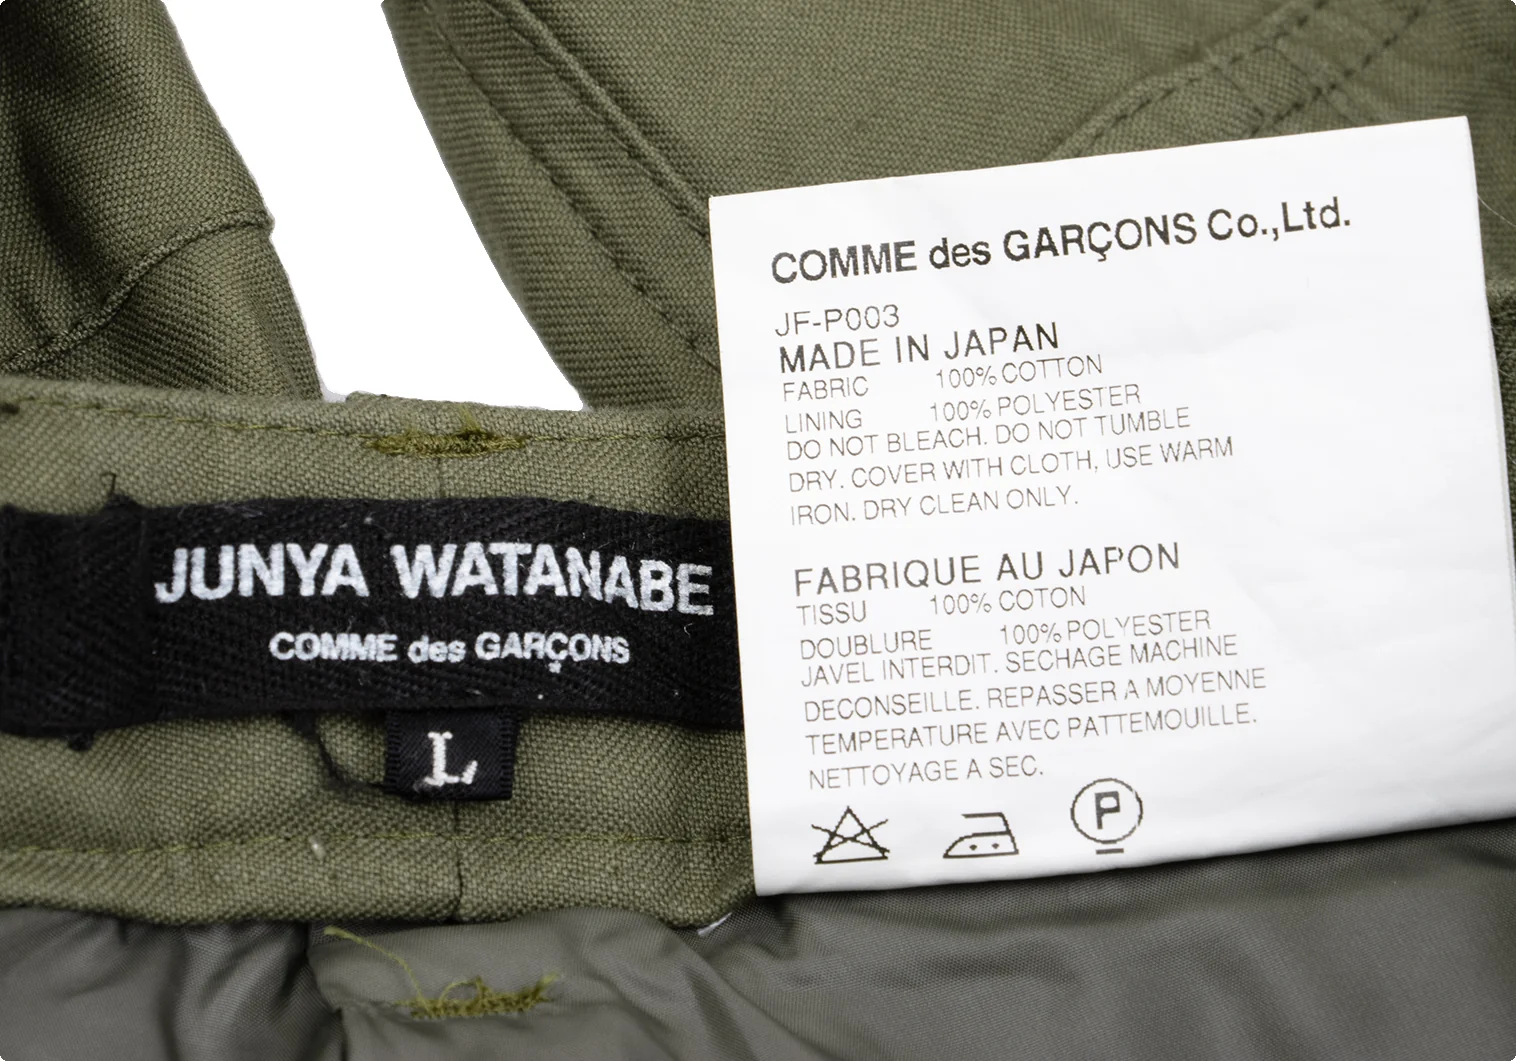 JUNYA WATANABE
COMME des GARÇONS
L
COMME des GARÇONS Co.,Ltd.
JF-P003
MADE IN JAPAN
FABRIC 100% COTTON
LINING 100% POLYESTER
DO NOT BLEACH. DO NOT TUMBLE
DRY. COVER WITH CLOTH, USE WARM
IRON. DRY CLEAN ONLY.
FABRIQUE AU JAPON
TISSU 100% COTON
DOUBLURE 100% POLYESTER
JAVEL INTERDIT. SECHAGE MACHINE
DECONSEILLE. REPASSER A MOYENNE
TEMPERATURE AVEC PATTEMOUILLE.
NETTOYAGE A SEC.
P